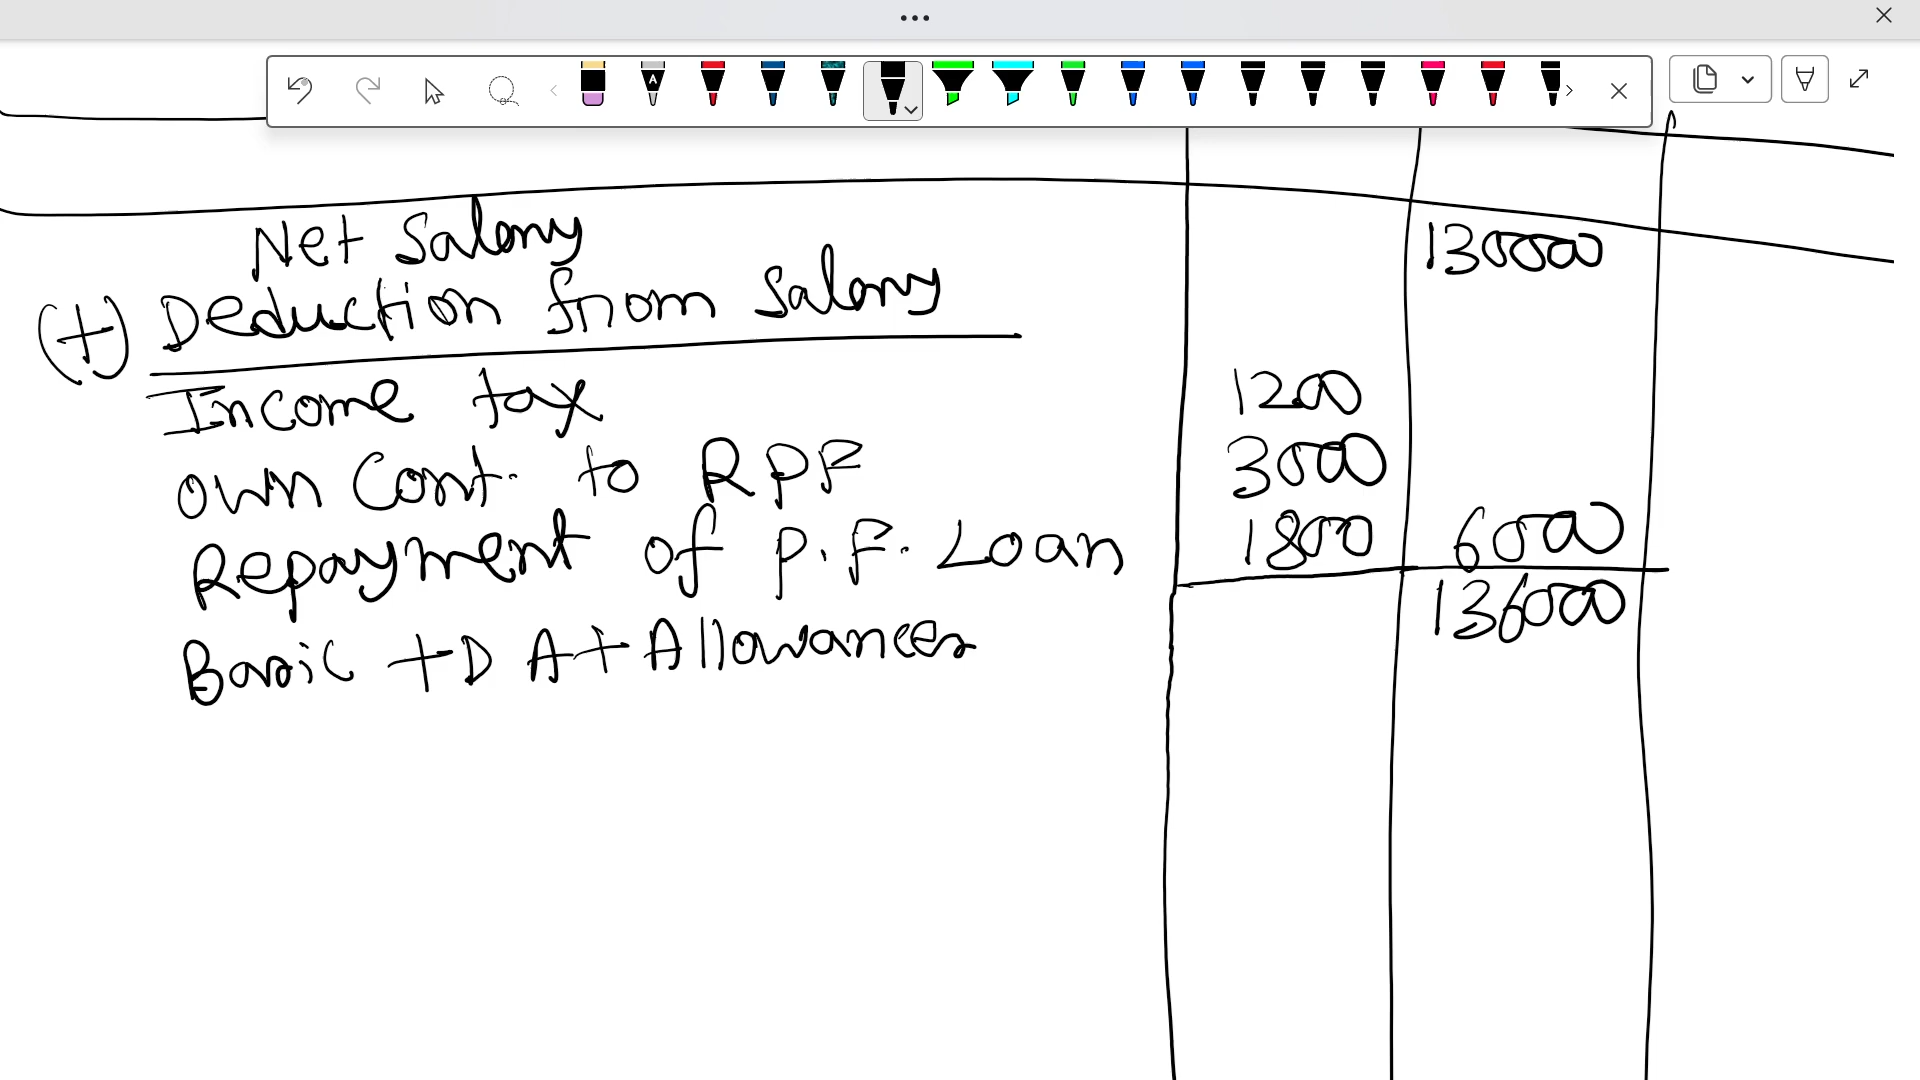 Net Salary 130000
(+) Deduction from Salary
Income tax 1200
own Cont. to RPF 3000
Repayment of P.F. Loan 1800 6000
136000
Basic + D A + Allowances